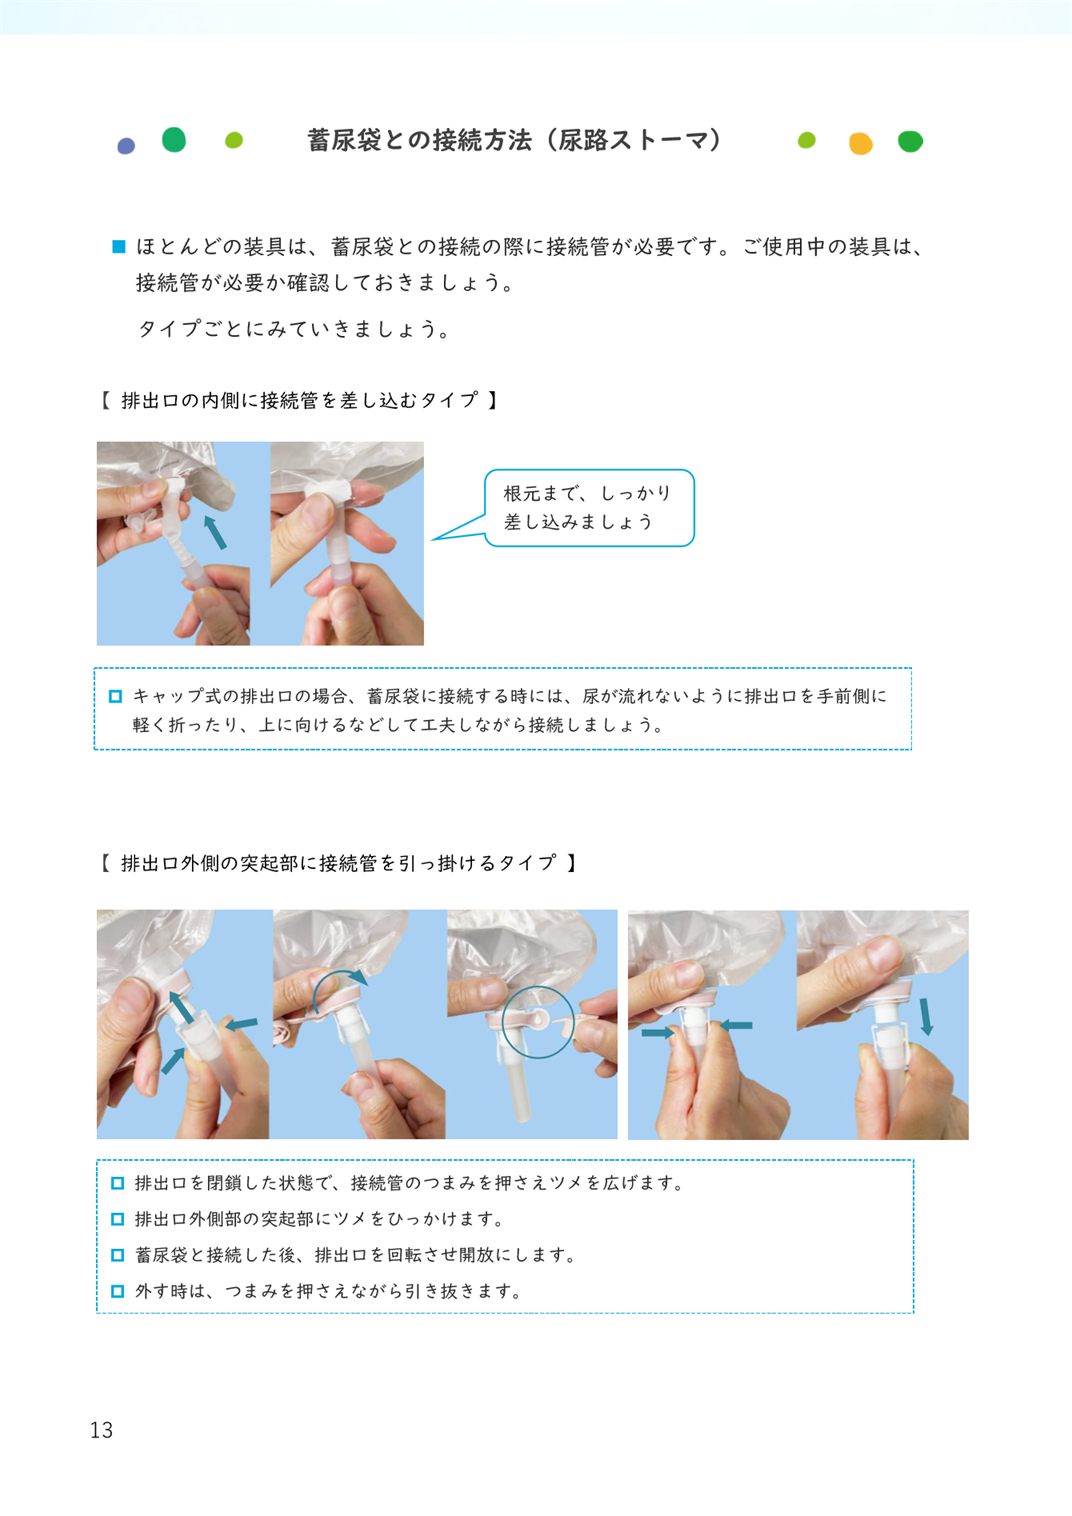 蓄尿袋との接続方法（尿路ストーマ）
■ ほとんどの装具は、蓄尿袋との接続の際に接続管が必要です。ご使用中の装具は、
接続管が必要か確認しておきましょう。
タイプごとにみていきましょう。
【 排出口の内側に接続管を差し込むタイプ 】
根元まで、しっかり
差し込みましょう
□ キャップ式の排出口の場合、蓄尿袋に接続する時には、尿が流れないように排出口を手前側に
軽く折ったり、上に向けるなどして工夫しながら接続しましょう。
【 排出口外側の突起部に接続管を引っ掛けるタイプ 】
□ 排出口を閉鎖した状態で、接続管のつまみを押さえツメを広げます。
□ 排出口外側部の突起部にツメをひっかけます。
□ 蓄尿袋と接続した後、排出口を回転させ開放にします。
□ 外す時は、つまみを押さえながら引き抜きます。
13